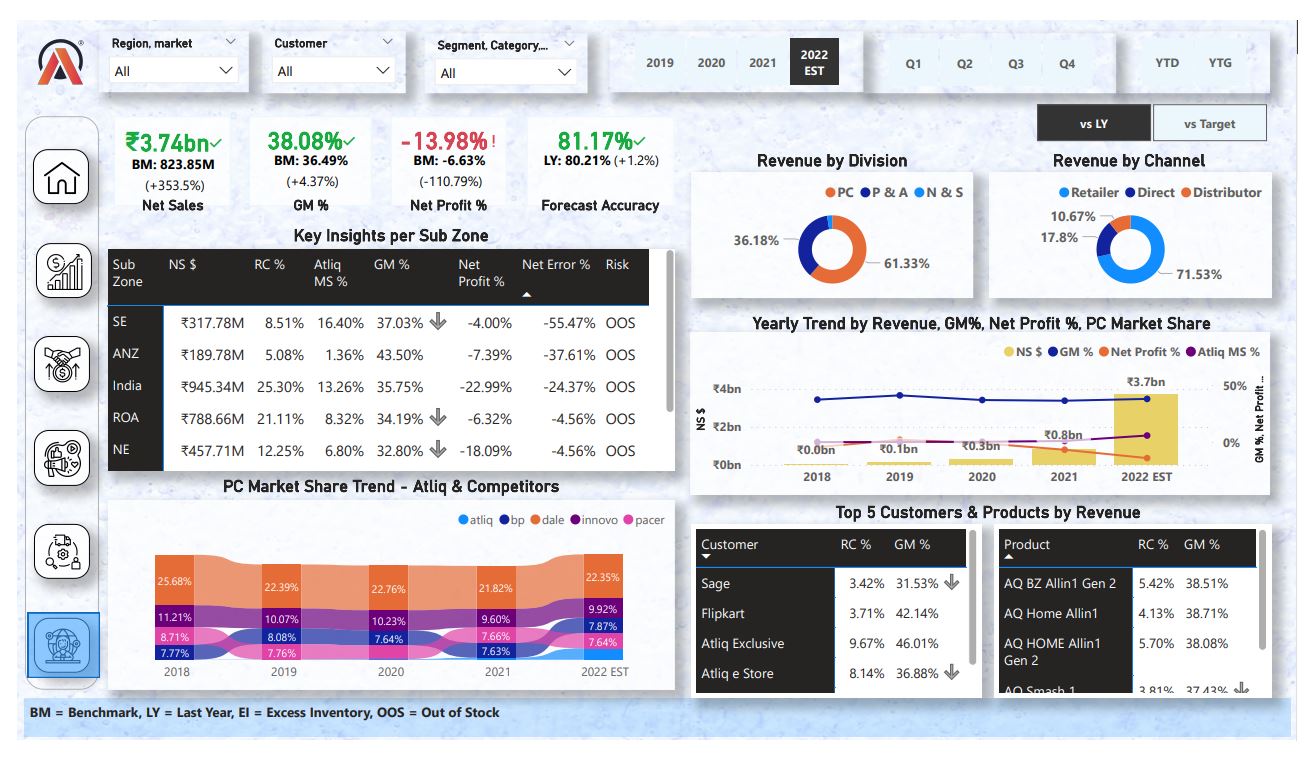 Region, market
All
Customer
All
Segment, Category,...
All
2019
2020
2021
2022
EST
Q1
Q2
Q3
Q4
YTD
YTG
vs LY
vs Target
₹3.74bn
BM: 823.85M
(+353.5%)
Net Sales
38.08%
BM: 36.49%
(+4.37%)
GM %
-13.98% !
BM: -6.63%
(-110.79%)
Net Profit %
81.17%
LY: 80.21% (+1.2%)
Forecast Accuracy
Revenue by Division
PC P & A N & S
36.18%
61.33%
Revenue by Channel
Retailer Direct Distributor
10.67%
17.8%
71.53%
Key Insights per Sub Zone
Sub Zone NS $ RC % Atliq MS % GM % Net Profit % Net Error % Risk
SE ₹317.78M 8.51% 16.40% 37.03% -4.00% -55.47% OOS
ANZ ₹189.78M 5.08% 1.36% 43.50% -7.39% -37.61% OOS
India ₹945.34M 25.30% 13.26% 35.75% -22.99% -24.37% OOS
ROA ₹788.66M 21.11% 8.32% 34.19% -6.32% -4.56% OOS
NE ₹457.71M 12.25% 6.80% 32.80% -18.09% -4.56% OOS
Yearly Trend by Revenue, GM%, Net Profit %, PC Market Share
NS $ GM % Net Profit % Atliq MS %
NS $
₹4bn
₹2bn
₹0bn
₹0.0bn
₹0.1bn
₹0.3bn
₹0.8bn
₹3.7bn
50%
0%
GM %, Net Profit ...
2018 2019 2020 2021 2022 EST
PC Market Share Trend - Atliq & Competitors
atliq bp dale innovo pacer
25.68%
11.21%
8.71%
7.77%
22.39%
10.07%
8.08%
7.76%
22.76%
10.23%
7.64%
21.82%
9.60%
7.66%
7.63%
22.35%
9.92%
7.87%
7.64%
2018 2019 2020 2021 2022 EST
Top 5 Customers & Products by Revenue
Customer RC % GM %
Sage 3.42% 31.53%
Flipkart 3.71% 42.14%
Atliq Exclusive 9.67% 46.01%
Atliq e Store 8.14% 36.88%
Product RC % GM %
AQ BZ Allin1 Gen 2 5.42% 38.51%
AQ Home Allin1 4.13% 38.71%
AQ HOME Allin1 5.70% 38.08%
Gen 2
AQ Smash 1 3.81% 37.43%
BM = Benchmark, LY = Last Year, EI = Excess Inventory, OOS = Out of Stock